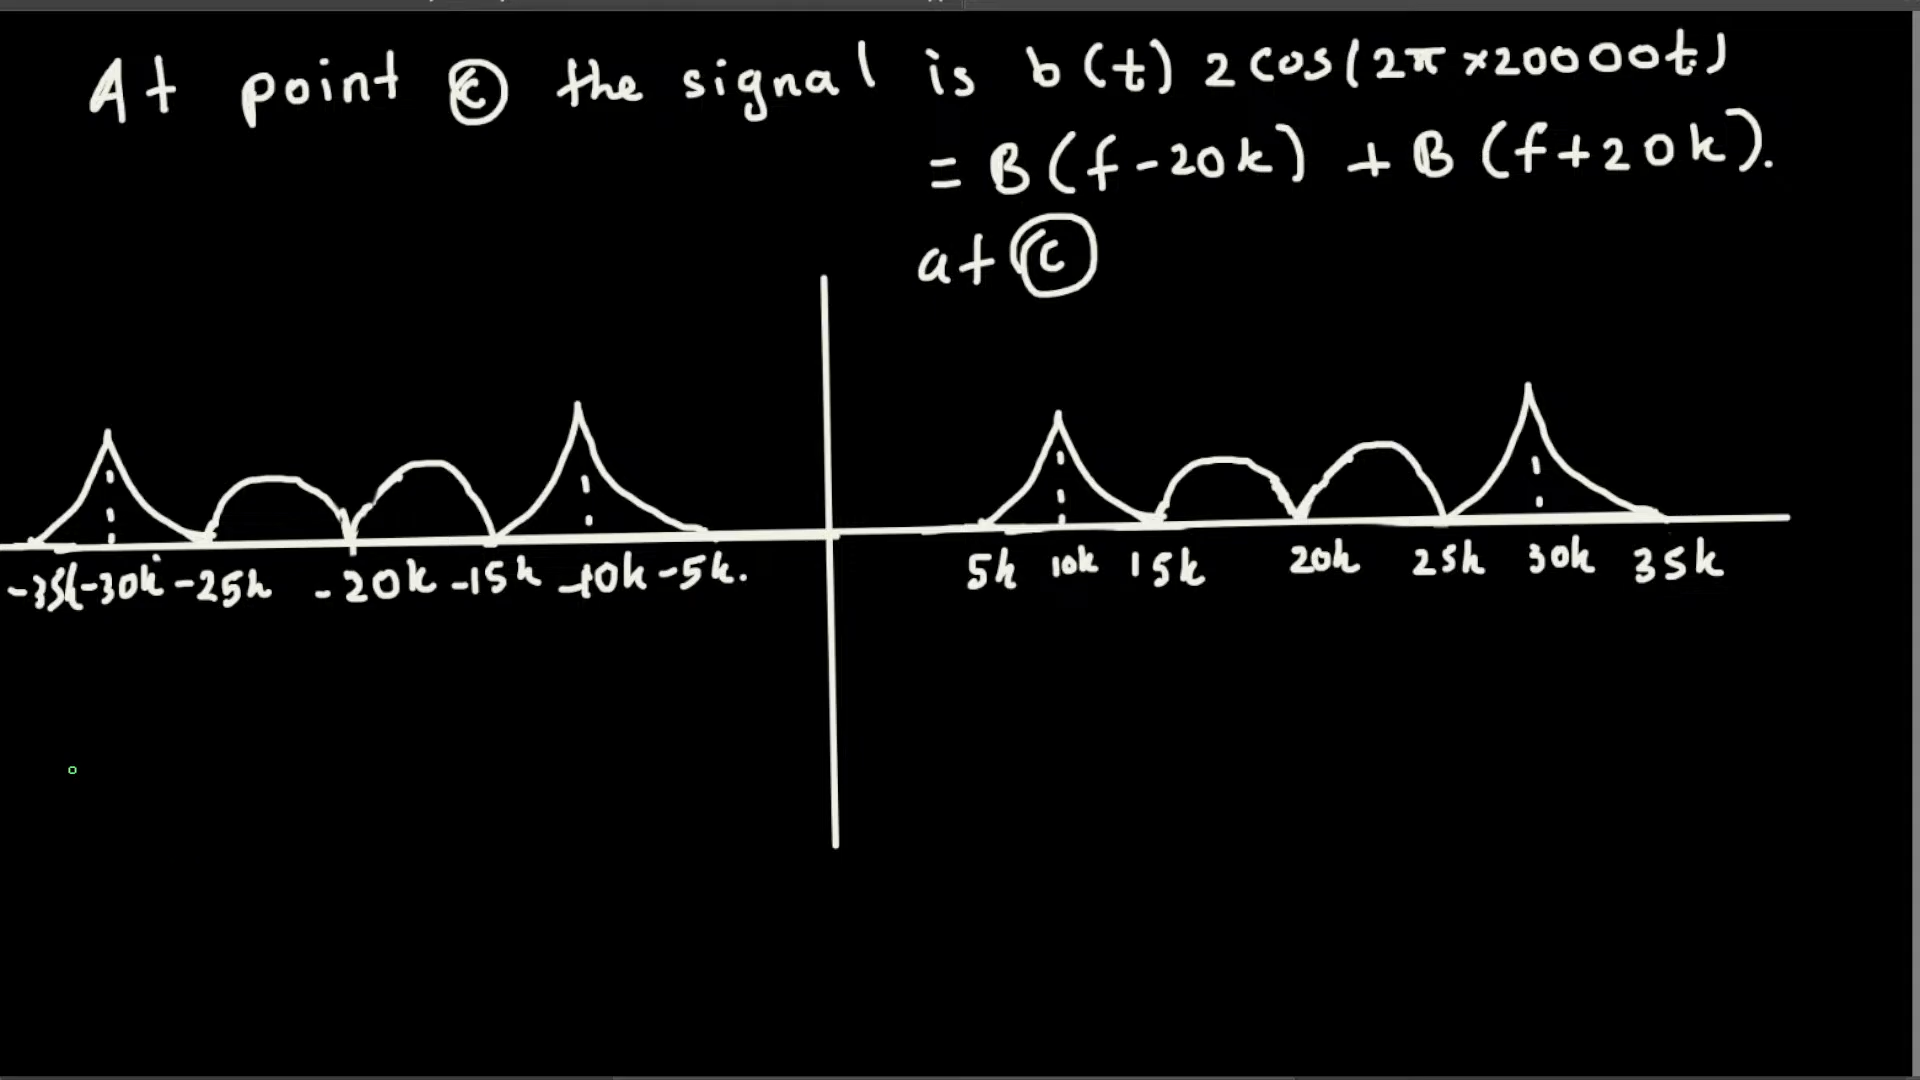 At point Ⓒ the signal is b(t) 2cos(2π×20000t)
= B(f-20k) + B(f+20k).
at Ⓒ
-35k -30k -25k -20k -15k -10k -5k. 5k 10k 15k 20k 25k 30k 35k